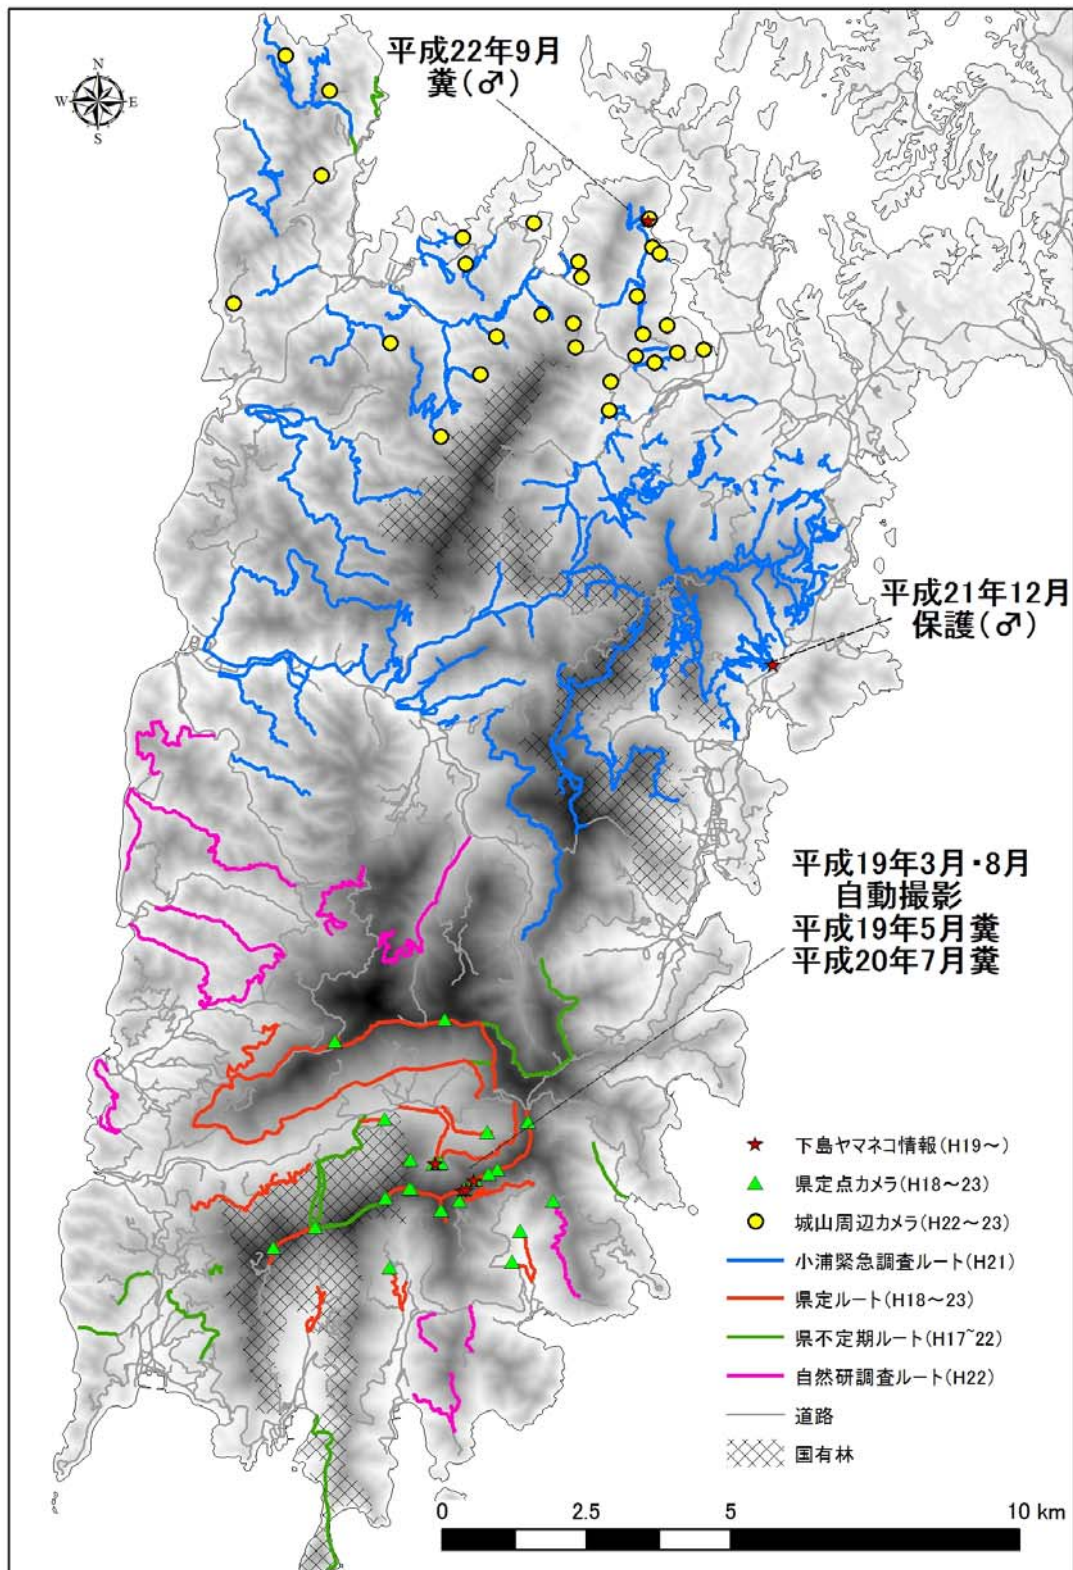 N
W
E
S
平成22年9月
糞(♂)
平成21年12月
保護(♂)
平成19年3月・8月
自動撮影
平成19年5月糞
平成20年7月糞
下島ヤマネコ情報(H19～)
県定点カメラ(H18～23)
城山周辺カメラ(H22～23)
小浦緊急調査ルート(H21)
県定ルート(H18～23)
県不定期ルート(H17~22)
自然研調査ルート(H22)
道路
国有林
0 2.5 5 10 km